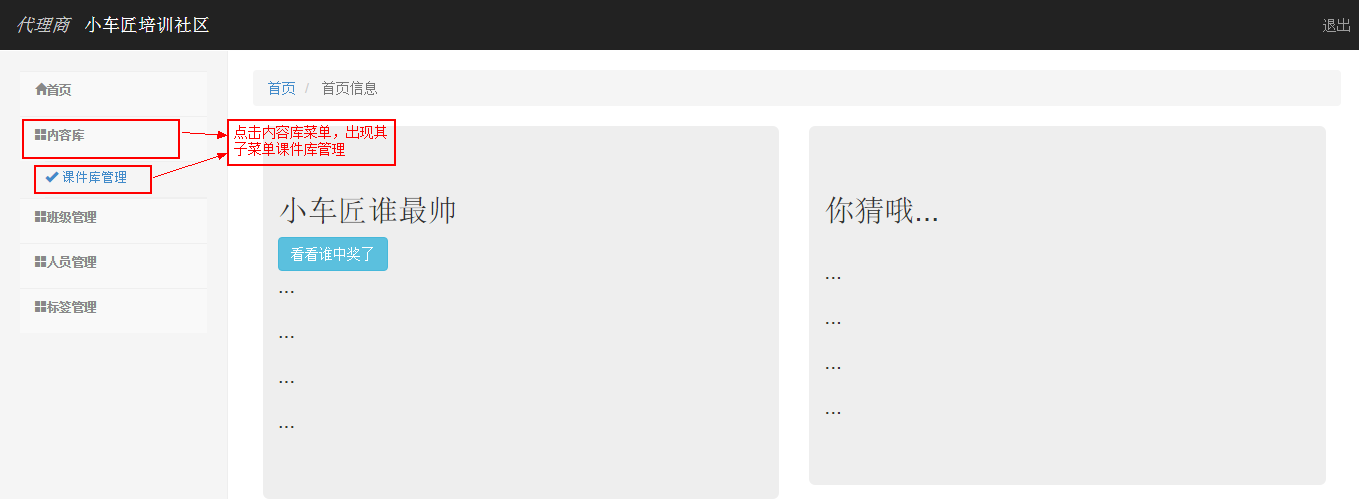 代理商 小车匠培训社区 退出
首页
内容库
课件库管理
班级管理
人员管理
标签管理
首页 / 首页信息
点击内容库菜单，出现其
子菜单课件库管理
小车匠谁最帅
看看谁中奖了
...
...
...
...
你猜哦...
...
...
...
...